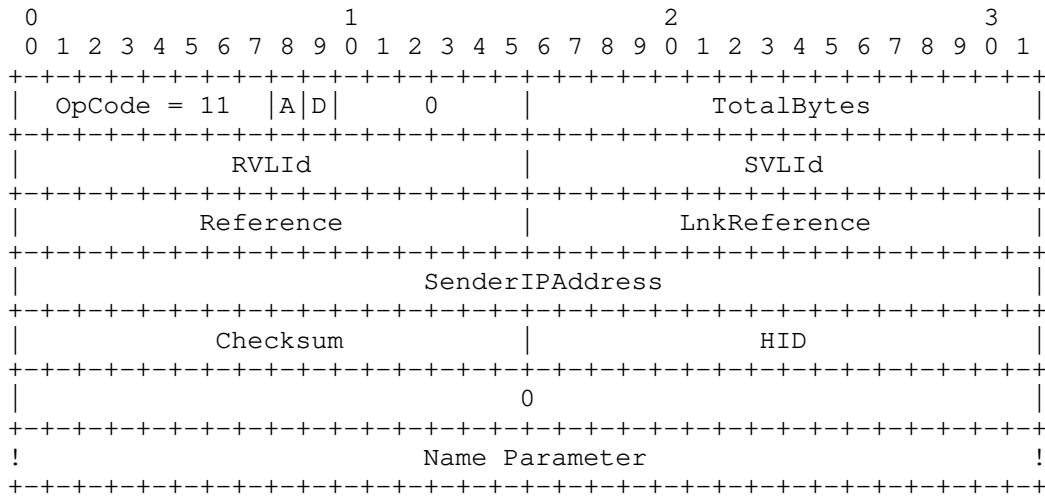 0                   1                   2                   3
 0 1 2 3 4 5 6 7 8 9 0 1 2 3 4 5 6 7 8 9 0 1 2 3 4 5 6 7 8 9 0 1
+-+-+-+-+-+-+-+-+-+-+-+-+-+-+-+-+-+-+-+-+-+-+-+-+-+-+-+-+-+-+-+-+
|  OpCode = 11  |A|D|     0     |           TotalBytes          |
+-+-+-+-+-+-+-+-+-+-+-+-+-+-+-+-+-+-+-+-+-+-+-+-+-+-+-+-+-+-+-+-+
|             RVLId             |             SVLId             |
+-+-+-+-+-+-+-+-+-+-+-+-+-+-+-+-+-+-+-+-+-+-+-+-+-+-+-+-+-+-+-+-+
|           Reference           |         LnkReference          |
+-+-+-+-+-+-+-+-+-+-+-+-+-+-+-+-+-+-+-+-+-+-+-+-+-+-+-+-+-+-+-+-+
|                         SenderIPAddress                       |
+-+-+-+-+-+-+-+-+-+-+-+-+-+-+-+-+-+-+-+-+-+-+-+-+-+-+-+-+-+-+-+-+
|            Checksum           |              HID              |
+-+-+-+-+-+-+-+-+-+-+-+-+-+-+-+-+-+-+-+-+-+-+-+-+-+-+-+-+-+-+-+-+
|                               0                               |
+-+-+-+-+-+-+-+-+-+-+-+-+-+-+-+-+-+-+-+-+-+-+-+-+-+-+-+-+-+-+-+-+
!                         Name Parameter                        !
+-+-+-+-+-+-+-+-+-+-+-+-+-+-+-+-+-+-+-+-+-+-+-+-+-+-+-+-+-+-+-+-+